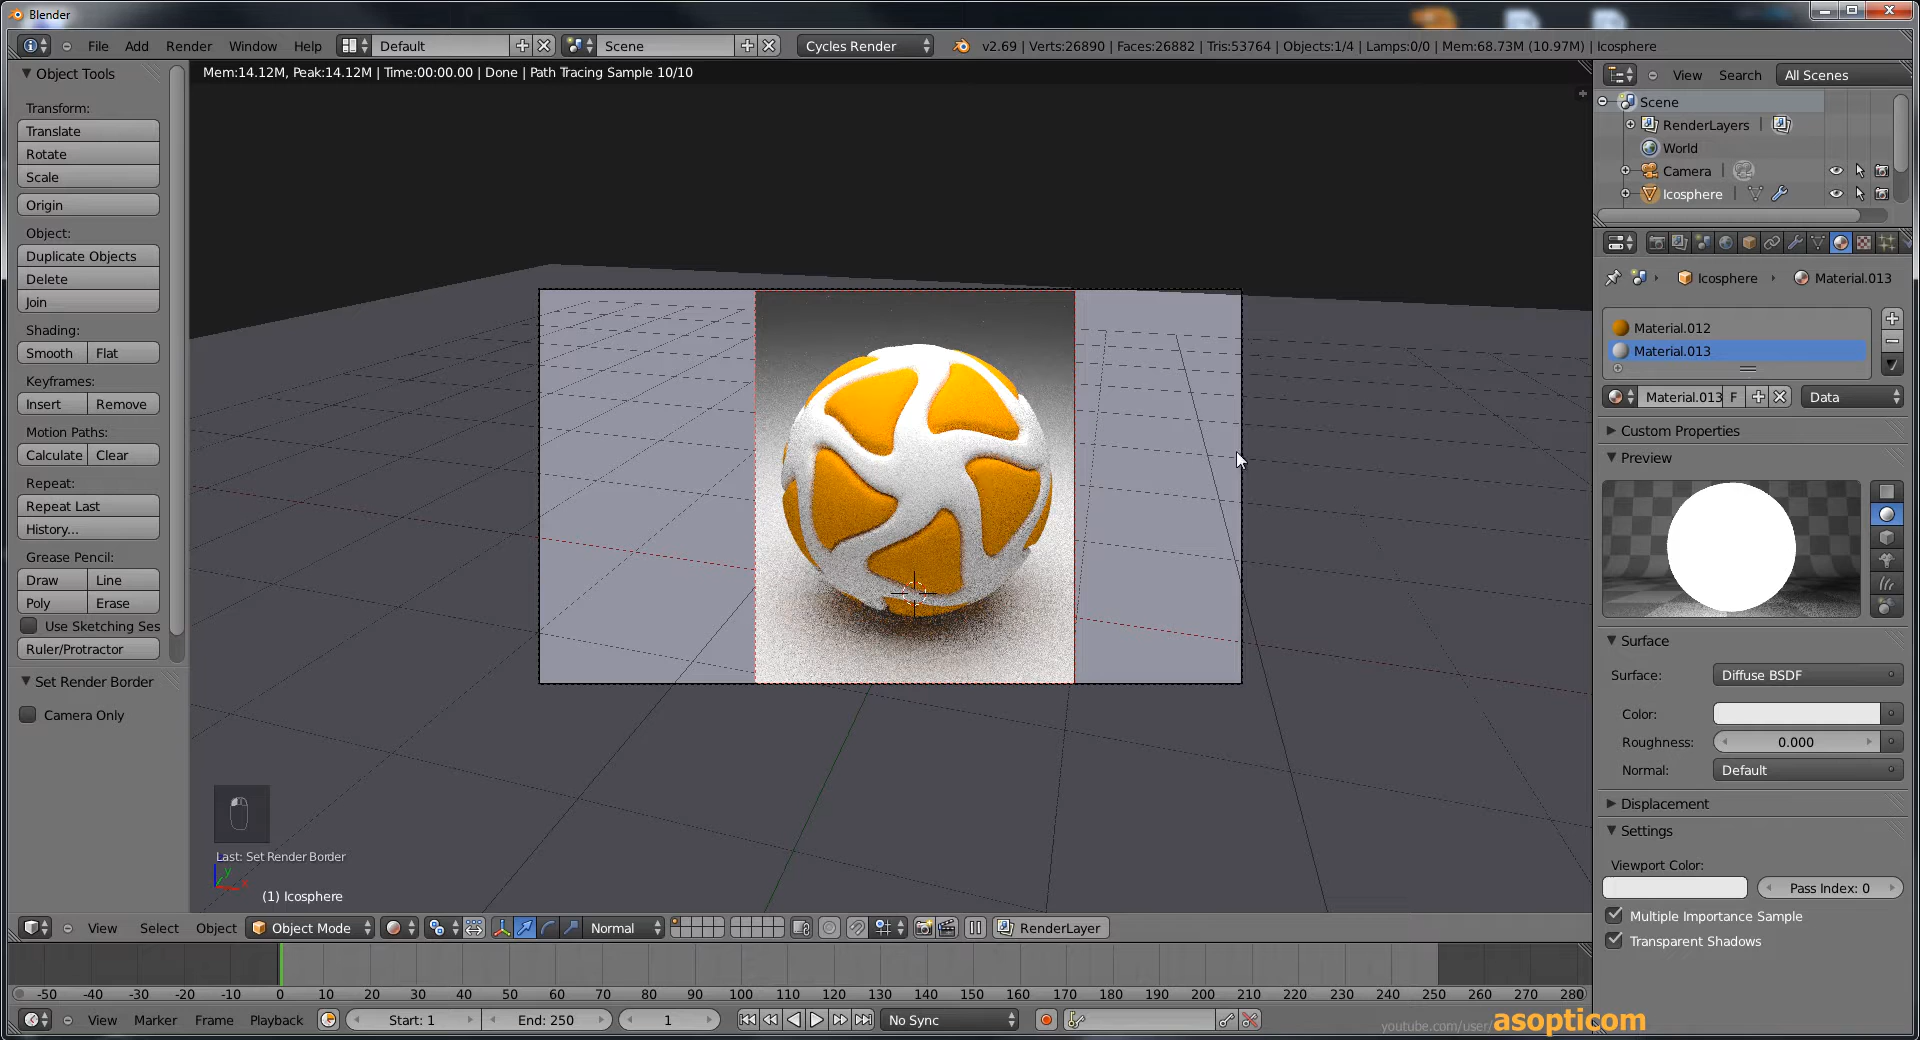 Blender
File Add Render Window Help Default Scene Cycles Render v2.69 | Verts:26890 | Faces:26882 | Tris:53764 | Objects:1/4 | Lamps:0/0 | Mem:68.73M (10.97M) | Icosphere
Object Tools
Mem:14.12M, Peak:14.12M | Time:00:00.00 | Done | Path Tracing Sample 10/10
View Search All Scenes
Transform:
Translate
Rotate
Scale
Origin
Object:
Duplicate Objects
Delete
Join
Shading:
Smooth Flat
Keyframes:
Insert Remove
Motion Paths:
Calculate Clear
Repeat:
Repeat Last
History...
Grease Pencil:
Draw Line
Poly Erase
Use Sketching Ses
Ruler/Protractor
Set Render Border
Camera Only
Last: Set Render Border
y
x
(1) Icosphere
Scene
RenderLayers |
World
Camera |
Icosphere |
Icosphere Material.013
Material.012
Material.013
Material.013 F Data
Custom Properties
Preview
Surface
Surface: Diffuse BSDF
Color:
Roughness: 0.000
Normal: Default
Displacement
Settings
Viewport Color:
Pass Index: 0
Multiple Importance Sample
Transparent Shadows
View Select Object Object Mode Normal RenderLayer
-50 -40 -30 -20 -10 0 10 20 30 40 50 60 70 80 90 100 110 120 130 140 150 160 170 180 190 200 210 220 230 240 250 260 270 280
View Marker Frame Playback Start: 1 End: 250 1 No Sync
youtube.com/user/asopticom